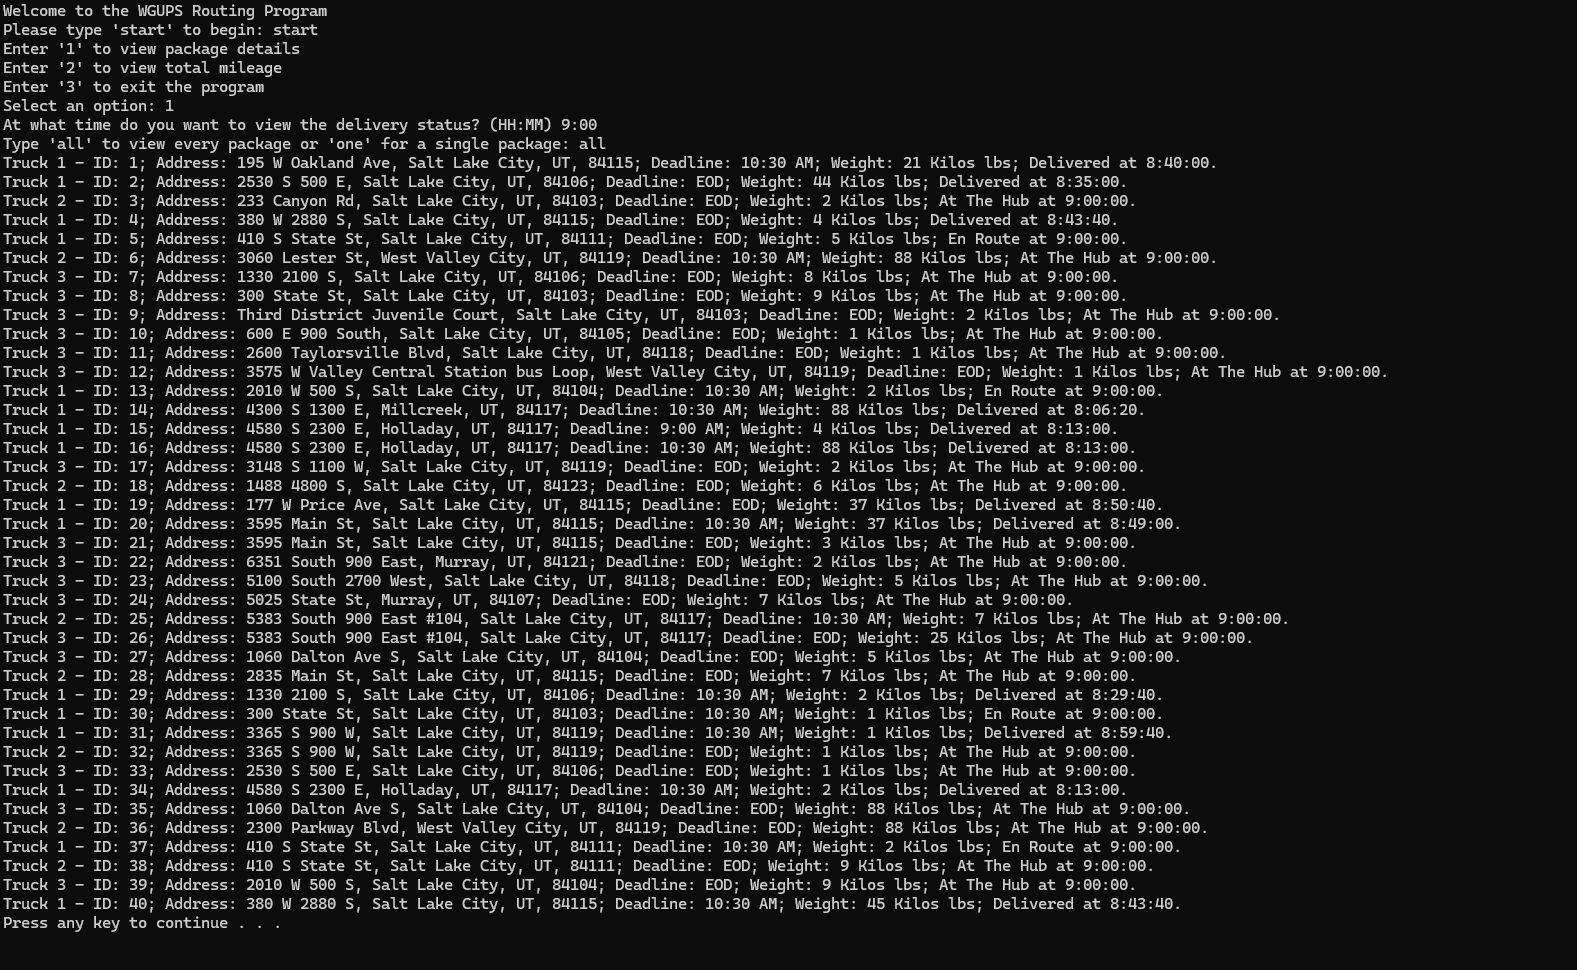 Welcome to the WGUPS Routing Program
Please type 'start' to begin: start
Enter '1' to view package details
Enter '2' to view total mileage
Enter '3' to exit the program
Select an option: 1
At what time do you want to view the delivery status? (HH:MM) 9:00
Type 'all' to view every package or 'one' for a single package: all
Truck 1 - ID: 1; Address: 195 W Oakland Ave, Salt Lake City, UT, 84115; Deadline: 10:30 AM; Weight: 21 Kilos lbs; Delivered at 8:40:00.
Truck 1 - ID: 2; Address: 2530 S 500 E, Salt Lake City, UT, 84106; Deadline: EOD; Weight: 44 Kilos lbs; Delivered at 8:35:00.
Truck 2 - ID: 3; Address: 233 Canyon Rd, Salt Lake City, UT, 84103; Deadline: EOD; Weight: 2 Kilos lbs; At The Hub at 9:00:00.
Truck 1 - ID: 4; Address: 380 W 2880 S, Salt Lake City, UT, 84115; Deadline: EOD; Weight: 4 Kilos lbs; Delivered at 8:43:40.
Truck 1 - ID: 5; Address: 410 S State St, Salt Lake City, UT, 84111; Deadline: EOD; Weight: 5 Kilos lbs; En Route at 9:00:00.
Truck 2 - ID: 6; Address: 3060 Lester St, West Valley City, UT, 84119; Deadline: 10:30 AM; Weight: 88 Kilos lbs; At The Hub at 9:00:00.
Truck 3 - ID: 7; Address: 1330 2100 S, Salt Lake City, UT, 84106; Deadline: EOD; Weight: 8 Kilos lbs; At The Hub at 9:00:00.
Truck 3 - ID: 8; Address: 300 State St, Salt Lake City, UT, 84103; Deadline: EOD; Weight: 9 Kilos lbs; At The Hub at 9:00:00.
Truck 3 - ID: 9; Address: Third District Juvenile Court, Salt Lake City, UT, 84103; Deadline: EOD; Weight: 2 Kilos lbs; At The Hub at 9:00:00.
Truck 3 - ID: 10; Address: 600 E 900 South, Salt Lake City, UT, 84105; Deadline: EOD; Weight: 1 Kilos lbs; At The Hub at 9:00:00.
Truck 3 - ID: 11; Address: 2600 Taylorsville Blvd, Salt Lake City, UT, 84118; Deadline: EOD; Weight: 1 Kilos lbs; At The Hub at 9:00:00.
Truck 3 - ID: 12; Address: 3575 W Valley Central Station bus Loop, West Valley City, UT, 84119; Deadline: EOD; Weight: 1 Kilos lbs; At The Hub at 9:00:00.
Truck 1 - ID: 13; Address: 2010 W 500 S, Salt Lake City, UT, 84104; Deadline: 10:30 AM; Weight: 2 Kilos lbs; En Route at 9:00:00.
Truck 1 - ID: 14; Address: 4300 S 1300 E, Millcreek, UT, 84117; Deadline: 10:30 AM; Weight: 88 Kilos lbs; Delivered at 8:06:20.
Truck 1 - ID: 15; Address: 4580 S 2300 E, Holladay, UT, 84117; Deadline: 9:00 AM; Weight: 4 Kilos lbs; Delivered at 8:13:00.
Truck 1 - ID: 16; Address: 4580 S 2300 E, Holladay, UT, 84117; Deadline: 10:30 AM; Weight: 88 Kilos lbs; Delivered at 8:13:00.
Truck 3 - ID: 17; Address: 3148 S 1100 W, Salt Lake City, UT, 84119; Deadline: EOD; Weight: 2 Kilos lbs; At The Hub at 9:00:00.
Truck 2 - ID: 18; Address: 1488 4800 S, Salt Lake City, UT, 84123; Deadline: EOD; Weight: 6 Kilos lbs; At The Hub at 9:00:00.
Truck 1 - ID: 19; Address: 177 W Price Ave, Salt Lake City, UT, 84115; Deadline: EOD; Weight: 37 Kilos lbs; Delivered at 8:50:40.
Truck 1 - ID: 20; Address: 3595 Main St, Salt Lake City, UT, 84115; Deadline: 10:30 AM; Weight: 37 Kilos lbs; Delivered at 8:49:00.
Truck 3 - ID: 21; Address: 3595 Main St, Salt Lake City, UT, 84115; Deadline: EOD; Weight: 3 Kilos lbs; At The Hub at 9:00:00.
Truck 3 - ID: 22; Address: 6351 South 900 East, Murray, UT, 84121; Deadline: EOD; Weight: 2 Kilos lbs; At The Hub at 9:00:00.
Truck 3 - ID: 23; Address: 5100 South 2700 West, Salt Lake City, UT, 84118; Deadline: EOD; Weight: 5 Kilos lbs; At The Hub at 9:00:00.
Truck 3 - ID: 24; Address: 5025 State St, Murray, UT, 84107; Deadline: EOD; Weight: 7 Kilos lbs; At The Hub at 9:00:00.
Truck 2 - ID: 25; Address: 5383 South 900 East #104, Salt Lake City, UT, 84117; Deadline: 10:30 AM; Weight: 7 Kilos lbs; At The Hub at 9:00:00.
Truck 3 - ID: 26; Address: 5383 South 900 East #104, Salt Lake City, UT, 84117; Deadline: EOD; Weight: 25 Kilos lbs; At The Hub at 9:00:00.
Truck 3 - ID: 27; Address: 1060 Dalton Ave S, Salt Lake City, UT, 84104; Deadline: EOD; Weight: 5 Kilos lbs; At The Hub at 9:00:00.
Truck 2 - ID: 28; Address: 2835 Main St, Salt Lake City, UT, 84115; Deadline: EOD; Weight: 7 Kilos lbs; At The Hub at 9:00:00.
Truck 1 - ID: 29; Address: 1330 2100 S, Salt Lake City, UT, 84106; Deadline: 10:30 AM; Weight: 2 Kilos lbs; Delivered at 8:29:40.
Truck 1 - ID: 30; Address: 300 State St, Salt Lake City, UT, 84103; Deadline: 10:30 AM; Weight: 1 Kilos lbs; En Route at 9:00:00.
Truck 1 - ID: 31; Address: 3365 S 900 W, Salt Lake City, UT, 84119; Deadline: 10:30 AM; Weight: 1 Kilos lbs; Delivered at 8:59:40.
Truck 2 - ID: 32; Address: 3365 S 900 W, Salt Lake City, UT, 84119; Deadline: EOD; Weight: 1 Kilos lbs; At The Hub at 9:00:00.
Truck 3 - ID: 33; Address: 2530 S 500 E, Salt Lake City, UT, 84106; Deadline: EOD; Weight: 1 Kilos lbs; At The Hub at 9:00:00.
Truck 1 - ID: 34; Address: 4580 S 2300 E, Holladay, UT, 84117; Deadline: 10:30 AM; Weight: 2 Kilos lbs; Delivered at 8:13:00.
Truck 3 - ID: 35; Address: 1060 Dalton Ave S, Salt Lake City, UT, 84104; Deadline: EOD; Weight: 88 Kilos lbs; At The Hub at 9:00:00.
Truck 2 - ID: 36; Address: 2300 Parkway Blvd, West Valley City, UT, 84119; Deadline: EOD; Weight: 88 Kilos lbs; At The Hub at 9:00:00.
Truck 1 - ID: 37; Address: 410 S State St, Salt Lake City, UT, 84111; Deadline: 10:30 AM; Weight: 2 Kilos lbs; En Route at 9:00:00.
Truck 2 - ID: 38; Address: 410 S State St, Salt Lake City, UT, 84111; Deadline: EOD; Weight: 9 Kilos lbs; At The Hub at 9:00:00.
Truck 3 - ID: 39; Address: 2010 W 500 S, Salt Lake City, UT, 84104; Deadline: EOD; Weight: 9 Kilos lbs; At The Hub at 9:00:00.
Truck 1 - ID: 40; Address: 380 W 2880 S, Salt Lake City, UT, 84115; Deadline: 10:30 AM; Weight: 45 Kilos lbs; Delivered at 8:43:40.
Press any key to continue . . .